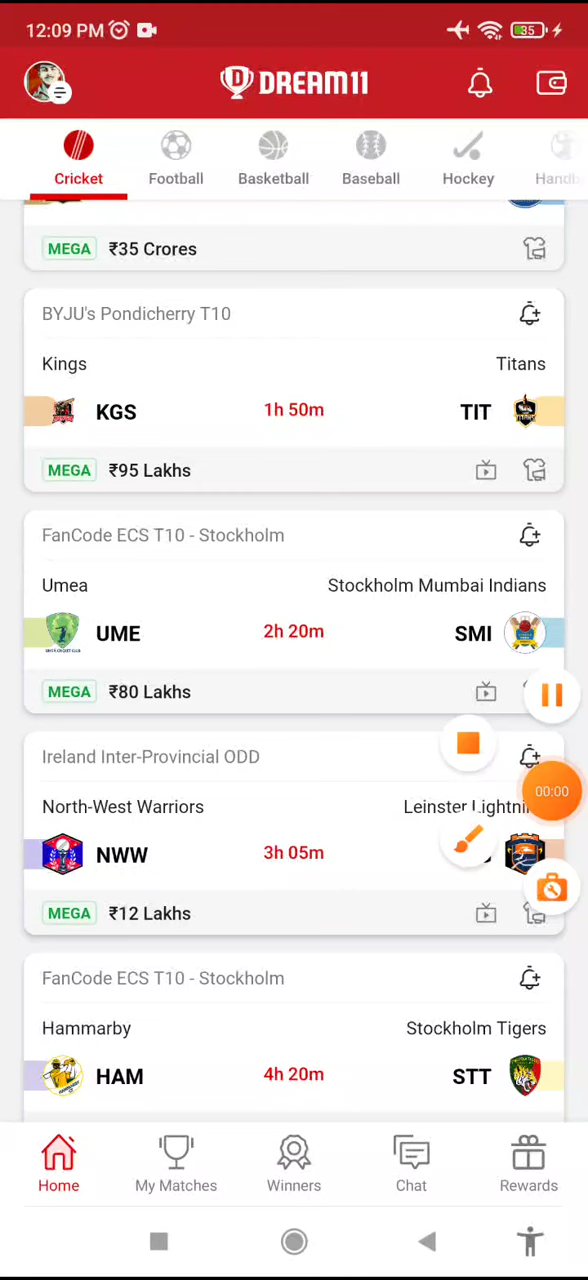 12:09 PM
35
DREAM11
Cricket
Football
Basketball
Baseball
Hockey
MEGA ₹35 Crores
BYJU's Pondicherry T10
Kings
Titans
KGS
1h 50m
TIT
MEGA ₹95 Lakhs
FanCode ECS T10 - Stockholm
Umea
Stockholm Mumbai Indians
UME
2h 20m
SMI
MEGA ₹80 Lakhs
Ireland Inter-Provincial ODD
00:00
North-West Warriors
Leinster
NWW
3h 05m
MEGA ₹12 Lakhs
FanCode ECS T10 - Stockholm
Hammarby
Stockholm Tigers
HAM
4h 20m
STT
Home
My Matches
Winners
Chat
Rewards